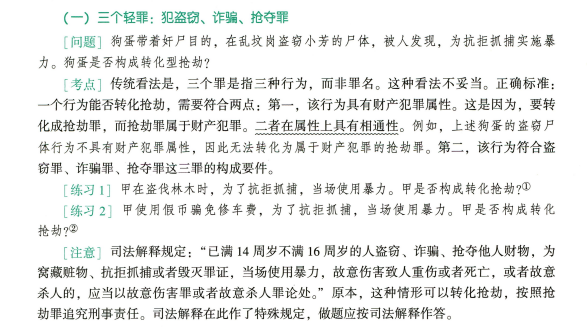 （一）三个轻罪：犯盗窃、诈骗、抢夺罪
［问题］狗蛋带着奸尸目的，在乱坟岗盗窃小芳的尸体，被人发现，为抗拒抓捕实施暴
力。狗蛋是否构成转化型抢劫？
［考点］传统看法是，三个罪是指三种行为，而非罪名。这种看法不妥当。正确标准：
一个行为能否转化抢劫，需要符合两点：第一，该行为具有财产犯罪属性。这是因为，要转
化成抢劫罪，而抢劫罪属于财产犯罪。二者在属性上具有相通性。例如，上述狗蛋的盗窃尸
体行为不具有财产犯罪属性，因此无法转化为属于财产犯罪的抢劫罪。第二，该行为符合盗
窃罪、诈骗罪、抢夺罪这三罪的构成要件。
［练习1］甲在盗伐林木时，为了抗拒抓捕，当场使用暴力。甲是否构成转化抢劫？①
［练习2］甲使用假币骗免修车费，为了抗拒抓捕，当场使用暴力。甲是否构成转化
抢劫？②
［注意］司法解释规定：“已满14周岁不满16周岁的人盗窃、诈骗、抢夺他人财物，为
窝藏赃物、抗拒抓捕或者毁灭罪证，当场使用暴力，故意伤害致人重伤或者死亡，或者故意
杀人的，应当以故意伤害罪或者故意杀人罪论处。”原本，这种情形可以转化抢劫，按照抢
劫罪追究刑事责任。司法解释在此作了特殊规定，做题应按司法解释作答。